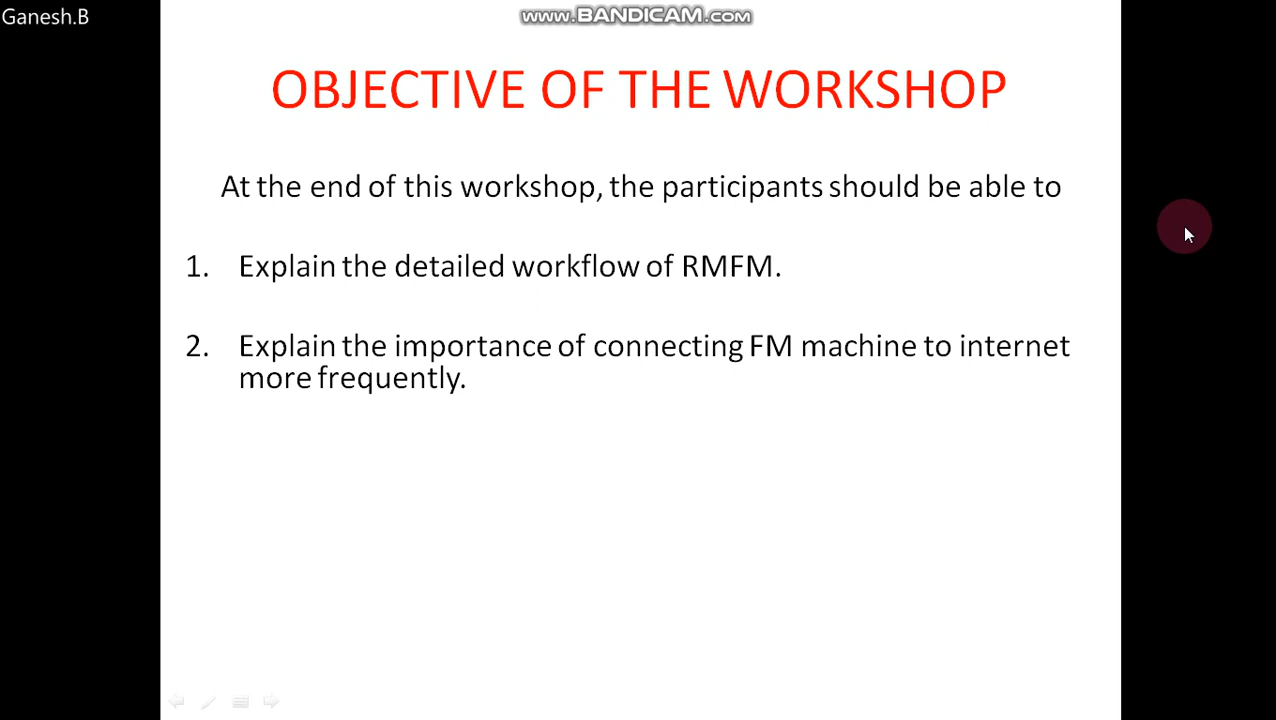 Ganesh.B
www.BANDICAM.com
OBJECTIVE OF THE WORKSHOP
At the end of this workshop, the participants should be able to
1. Explain the detailed workflow of RMFM.
2. Explain the importance of connecting FM machine to internet
more frequently.